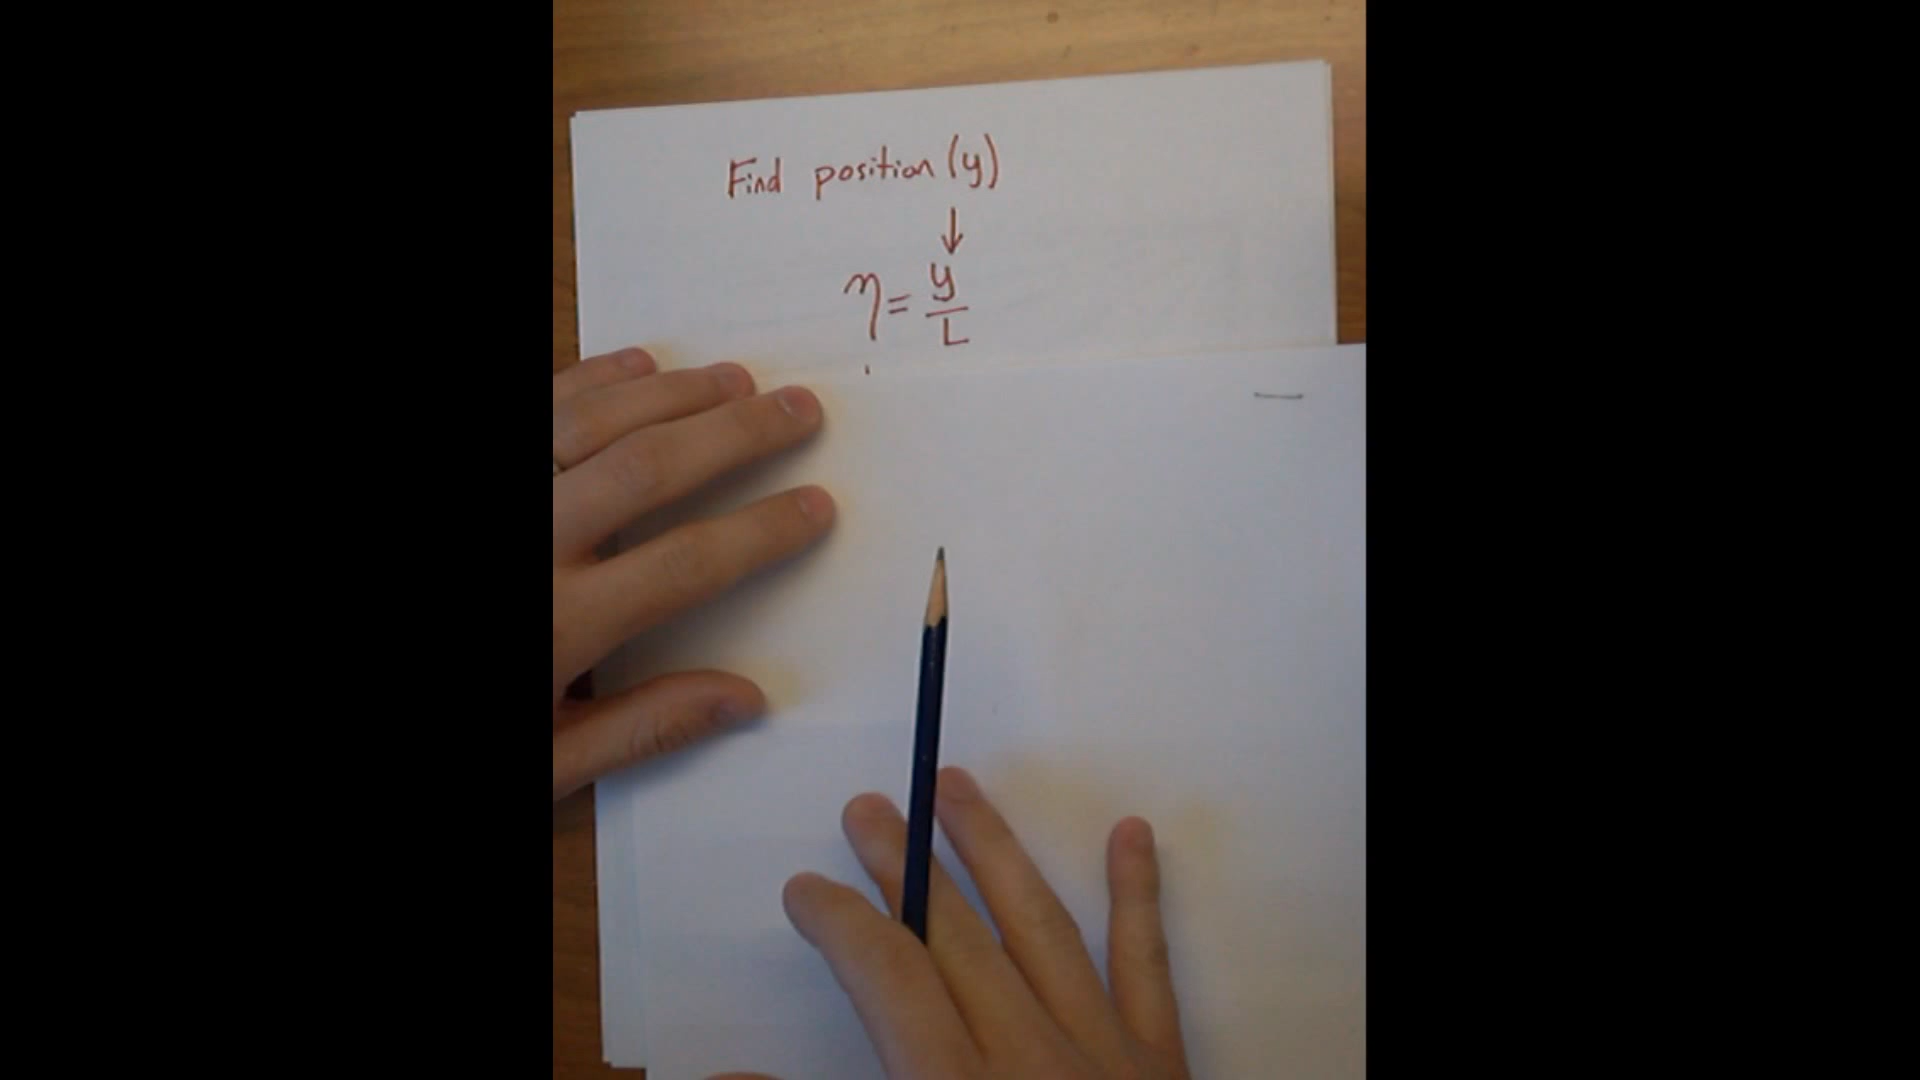 Find position (y)
↓
η = y/L